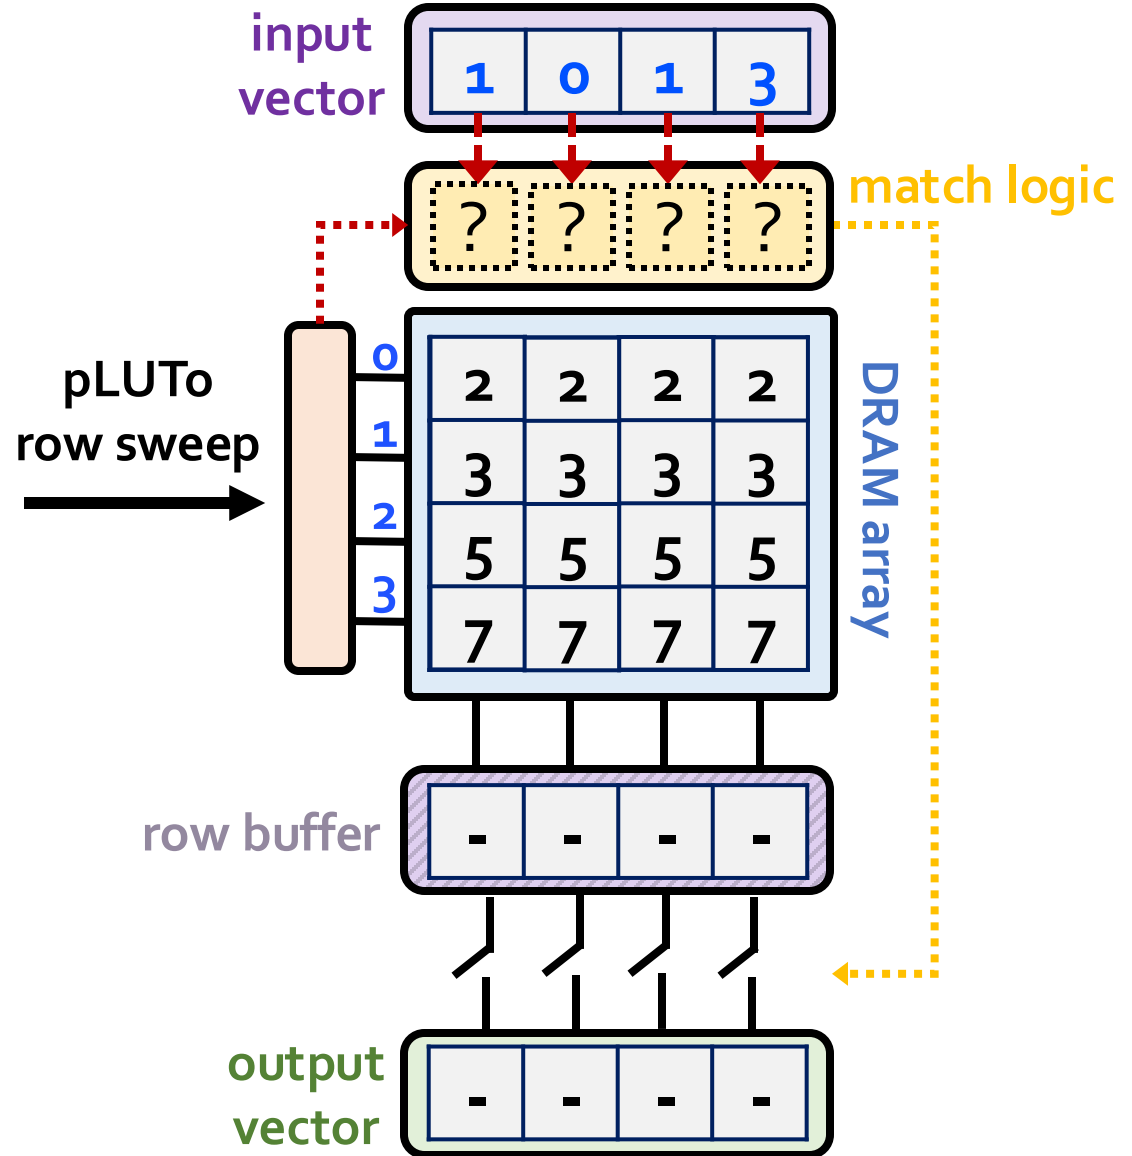 input
vector
1 0 1 3
? ? ? ?
match logic
pLUTo
row sweep
0
1
2
3
2 2 2 2
3 3 3 3
5 5 5 5
7 7 7 7
DRAM array
row buffer
- - - -
output
vector
- - - -